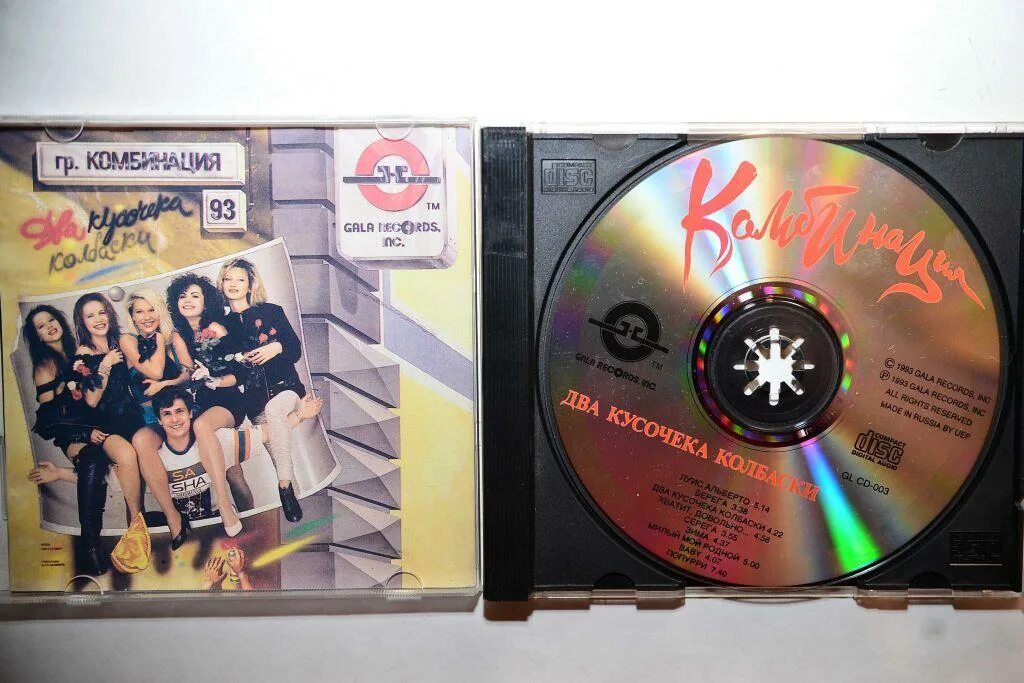 гр. КОМБИНАЦИЯ
Два кусочека
колбаски
93
TM
GALA RECORDS,
INC.
SA
SHA
COMPACT
disc
Комбинация
GALA RECORDS, INC.
TM
© 1993 GALA RECORDS, INC
℗ 1993 GALA RECORDS, INC
ALL RIGHTS RESERVED
MADE IN RUSSIA BY UEP
COMPACT
disc
DIGITAL AUDIO
GL CD-003
ДВА КУСОЧЕКА КОЛБАСКИ
ЛУИС АЛЬБЕРТО 5.14
БЕРЕГА 3.38
ДВА КУСОЧЕКА КОЛБАСКИ 4.22
ХВАТИТ, ДОВОЛЬНО... 4.58
СЕРЕГА 3.55
ЗИМА 4.37
МИЛЫЙ МОЙ РОДНОЙ 5.00
BABY 4.07
ПОПУРРИ 7.40